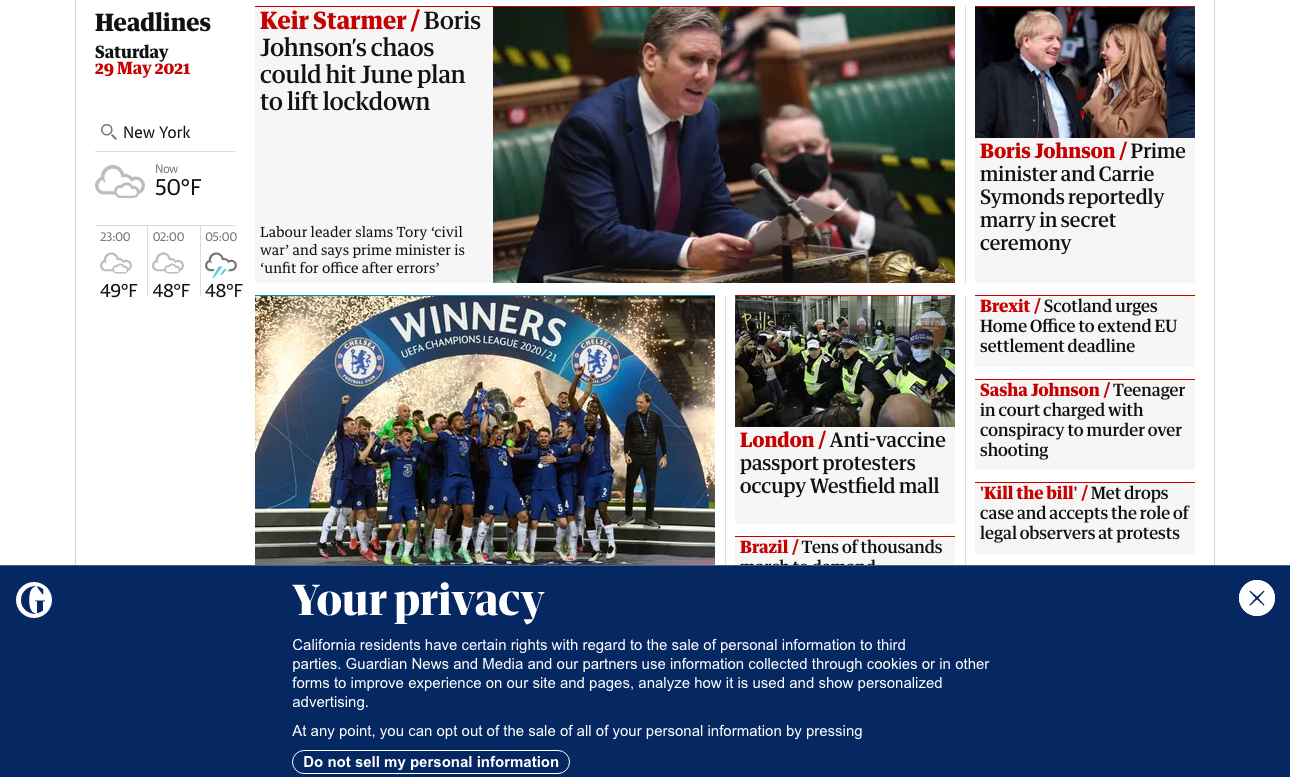 Headlines
Saturday
29 May 2021
New York
Now
50°F
23:00
02:00
05:00
49°F
48°F
48°F
Keir Starmer / Boris
Johnson’s chaos
could hit June plan
to lift lockdown
Labour leader slams Tory ‘civil
war’ and says prime minister is
‘unfit for office after errors’
Boris Johnson / Prime
minister and Carrie
Symonds reportedly
marry in secret
ceremony
WINNERS
UEFA CHAMPIONS LEAGUE 2020/21
CHELSEA
CHELSEA
London / Anti-vaccine
passport protesters
occupy Westfield mall
Brazil / Tens of thousands
march to demand
Brexit / Scotland urges
Home Office to extend EU
settlement deadline
Sasha Johnson / Teenager
in court charged with
conspiracy to murder over
shooting
'Kill the bill' / Met drops
case and accepts the role of
legal observers at protests
Your privacy
California residents have certain rights with regard to the sale of personal information to third
parties. Guardian News and Media and our partners use information collected through cookies or in other
forms to improve experience on our site and pages, analyze how it is used and show personalized
advertising.
At any point, you can opt out of the sale of all of your personal information by pressing
Do not sell my personal information